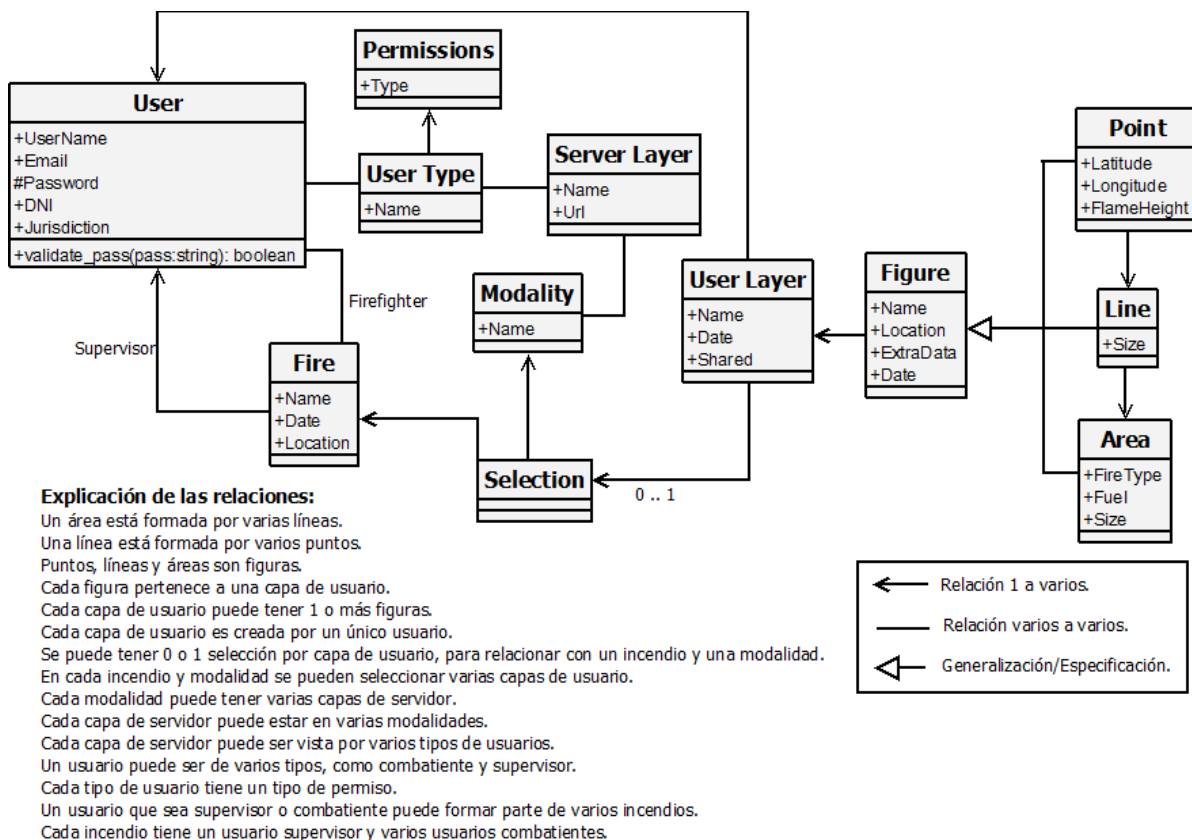 Permissions
+Type
User
+UserName
+Email
#Password
+DNI
+Jurisdiction
+validate_pass(pass:string): boolean
User Type
+Name
Server Layer
+Name
+Url
Point
+Latitude
+Longitude
+FlameHeight
Modality
+Name
User Layer
+Name
+Date
+Shared
Figure
+Name
+Location
+ExtraData
+Date
Line
+Size
Firefighter
Supervisor
Fire
+Name
+Date
+Location
Selection
0 .. 1
Area
+FireType
+Fuel
+Size
Explicación de las relaciones:
Un área está formada por varias líneas.
Una línea está formada por varios puntos.
Puntos, líneas y áreas son figuras.
Cada figura pertenece a una capa de usuario.
Cada capa de usuario puede tener 1 o más figuras.
Cada capa de usuario es creada por un único usuario.
Se puede tener 0 o 1 selección por capa de usuario, para relacionar con un incendio y una modalidad.
En cada incendio y modalidad se pueden seleccionar varias capas de usuario.
Cada modalidad puede tener varias capas de servidor.
Cada capa de servidor puede estar en varias modalidades.
Cada capa de servidor puede ser vista por varios tipos de usuarios.
Un usuario puede ser de varios tipos, como combatiente y supervisor.
Cada tipo de usuario tiene un tipo de permiso.
Un usuario que sea supervisor o combatiente puede formar parte de varios incendios.
Cada incendio tiene un usuario supervisor y varios usuarios combatientes.
Relación 1 a varios.
Relación varios a varios.
Generalización/Especificación.